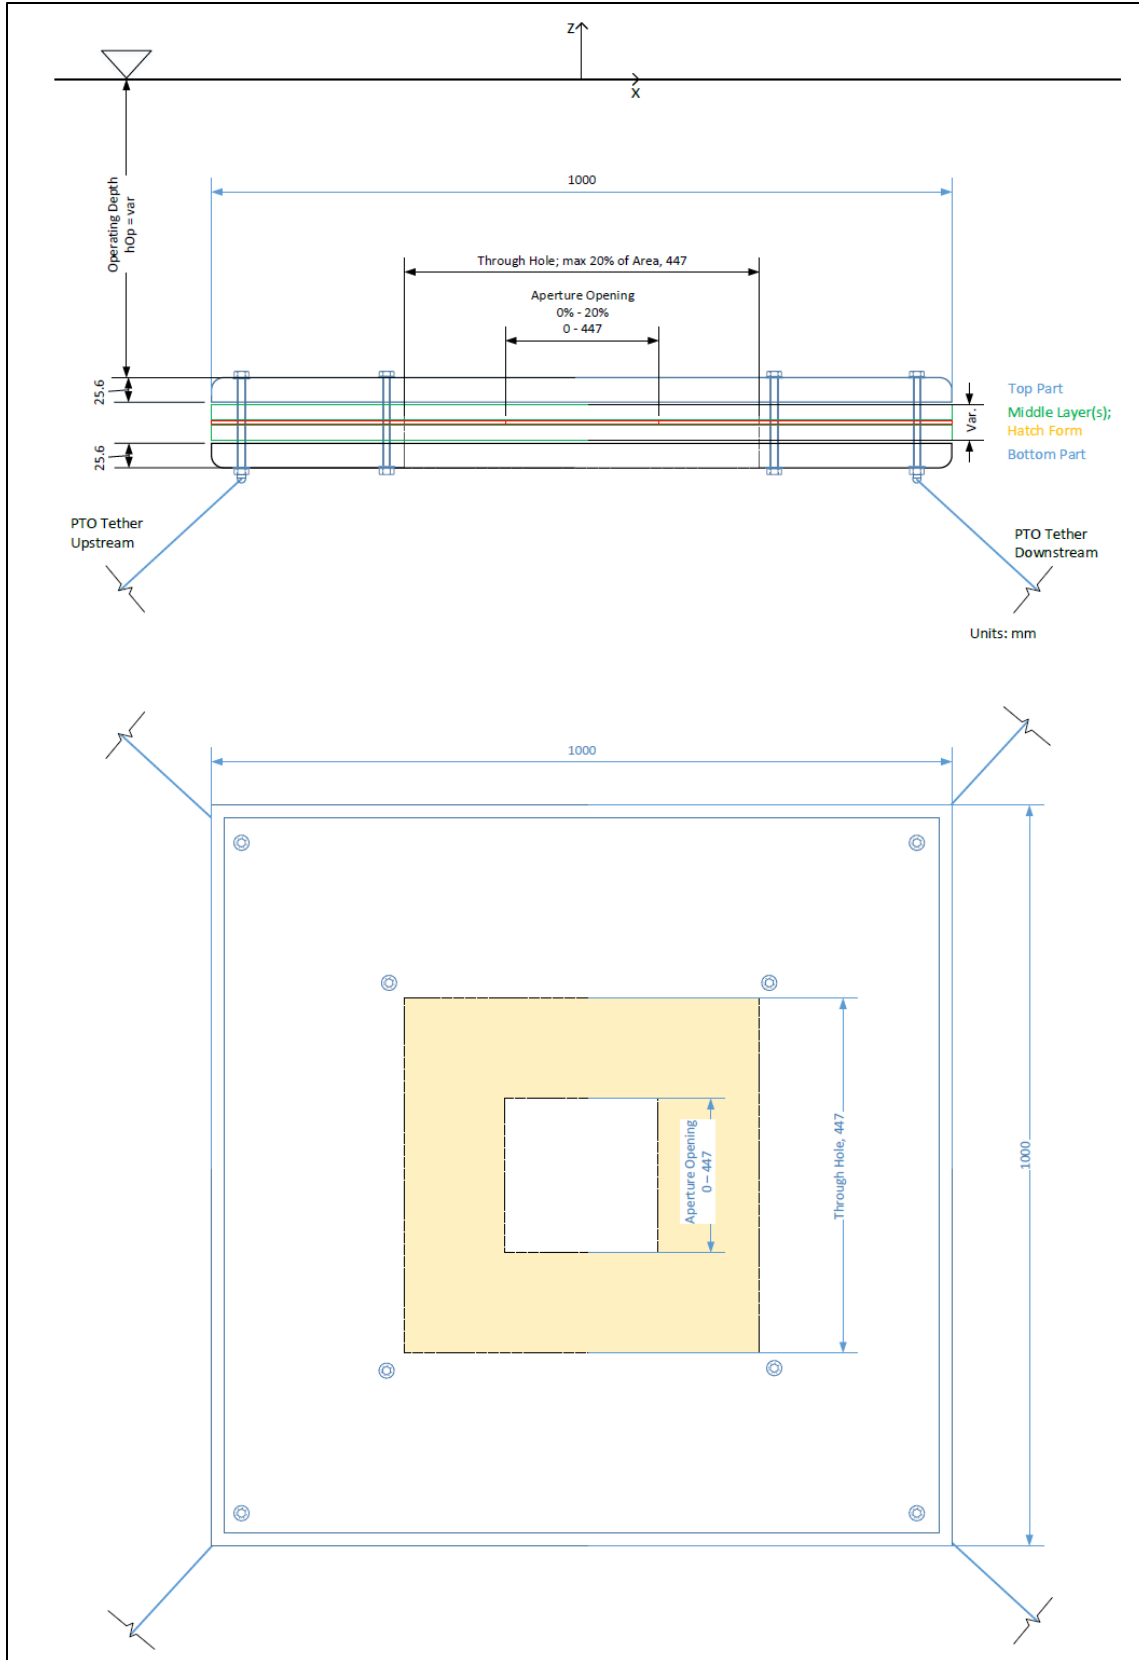 Z
X
Operating Depth
hOp = var
1000
Through Hole; max 20% of Area, 447
Aperture Opening
0% - 20%
0 - 447
25.6
25.6
Var.
Top Part
Middle Layer(s);
Hatch Form
Bottom Part
PTO Tether
Upstream
PTO Tether
Downstream
Units: mm
1000
Aperture Opening
0 – 447
Through Hole, 447
1000